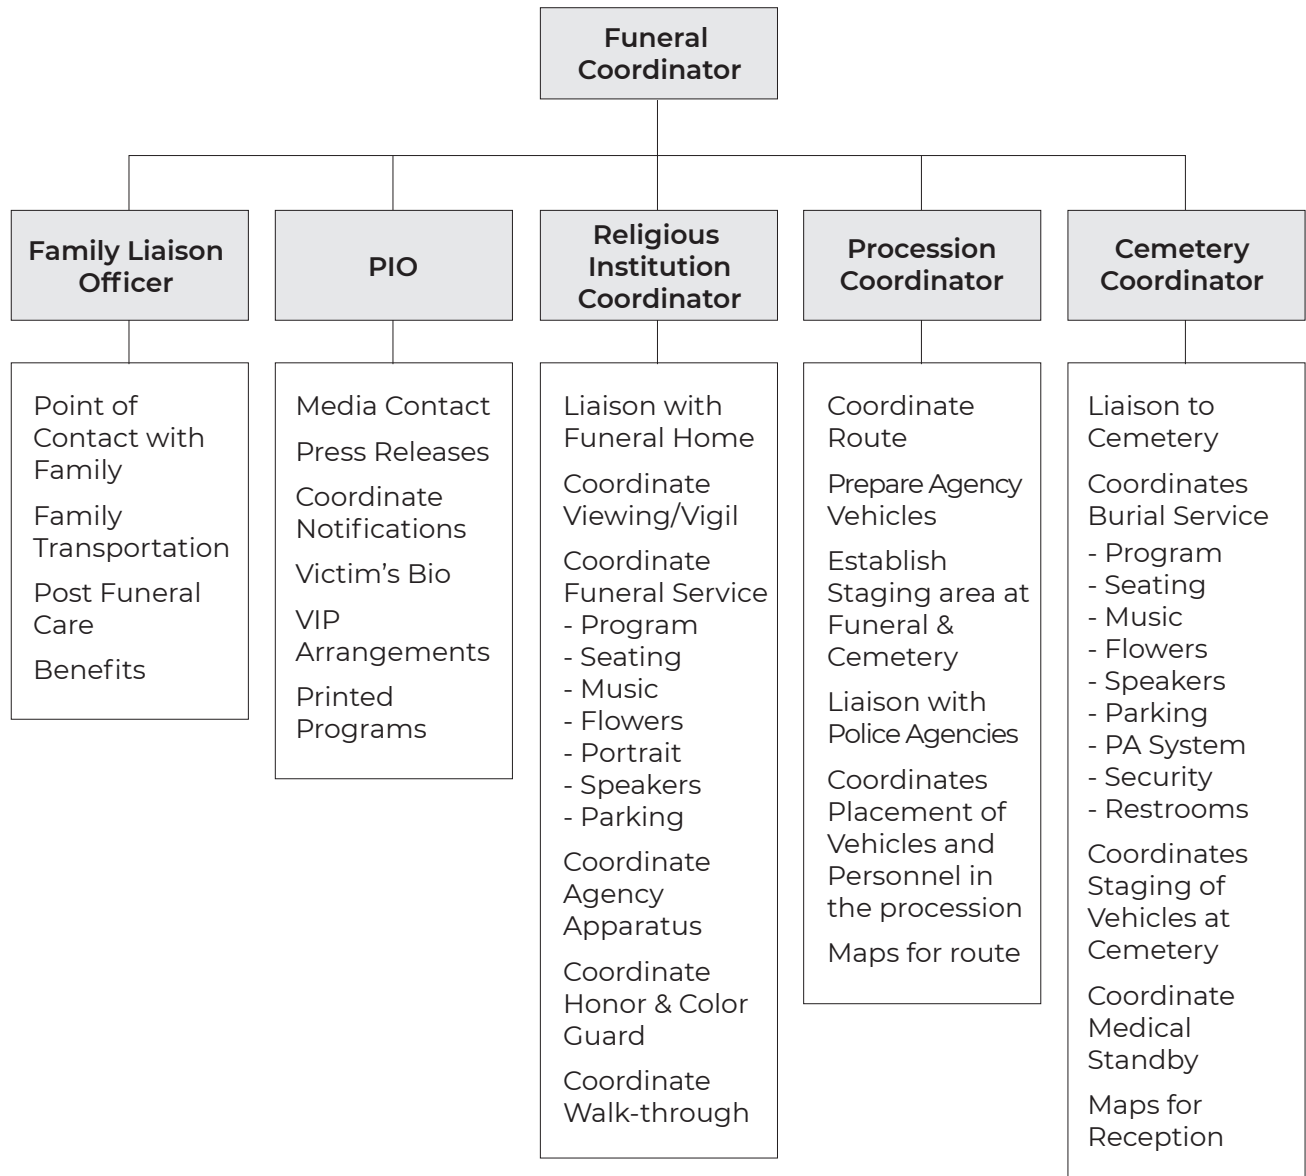 Funeral
Coordinator
Family Liaison
Officer
PIO
Religious
Institution
Coordinator
Procession
Coordinator
Cemetery
Coordinator
Point of
Contact with
Family
Family
Transportation
Post Funeral
Care
Benefits
Media Contact
Press Releases
Coordinate
Notifications
Victim's Bio
VIP
Arrangements
Printed
Programs
Liaison with
Funeral Home
Coordinate
Viewing/Vigil
Coordinate
Funeral Service
- Program
- Seating
- Music
- Flowers
- Portrait
- Speakers
- Parking
Coordinate
Agency
Apparatus
Coordinate
Honor & Color
Guard
Coordinate
Walk-through
Coordinate
Route
Prepare Agency
Vehicles
Establish
Staging area at
Funeral &
Cemetery
Liaison with
Police Agencies
Coordinates
Placement of
Vehicles and
Personnel in
the procession
Maps for route
Liaison to
Cemetery
Coordinates
Burial Service
- Program
- Seating
- Music
- Flowers
- Speakers
- Parking
- PA System
- Security
- Restrooms
Coordinates
Staging of
Vehicles at
Cemetery
Coordinate
Medical
Standby
Maps for
Reception